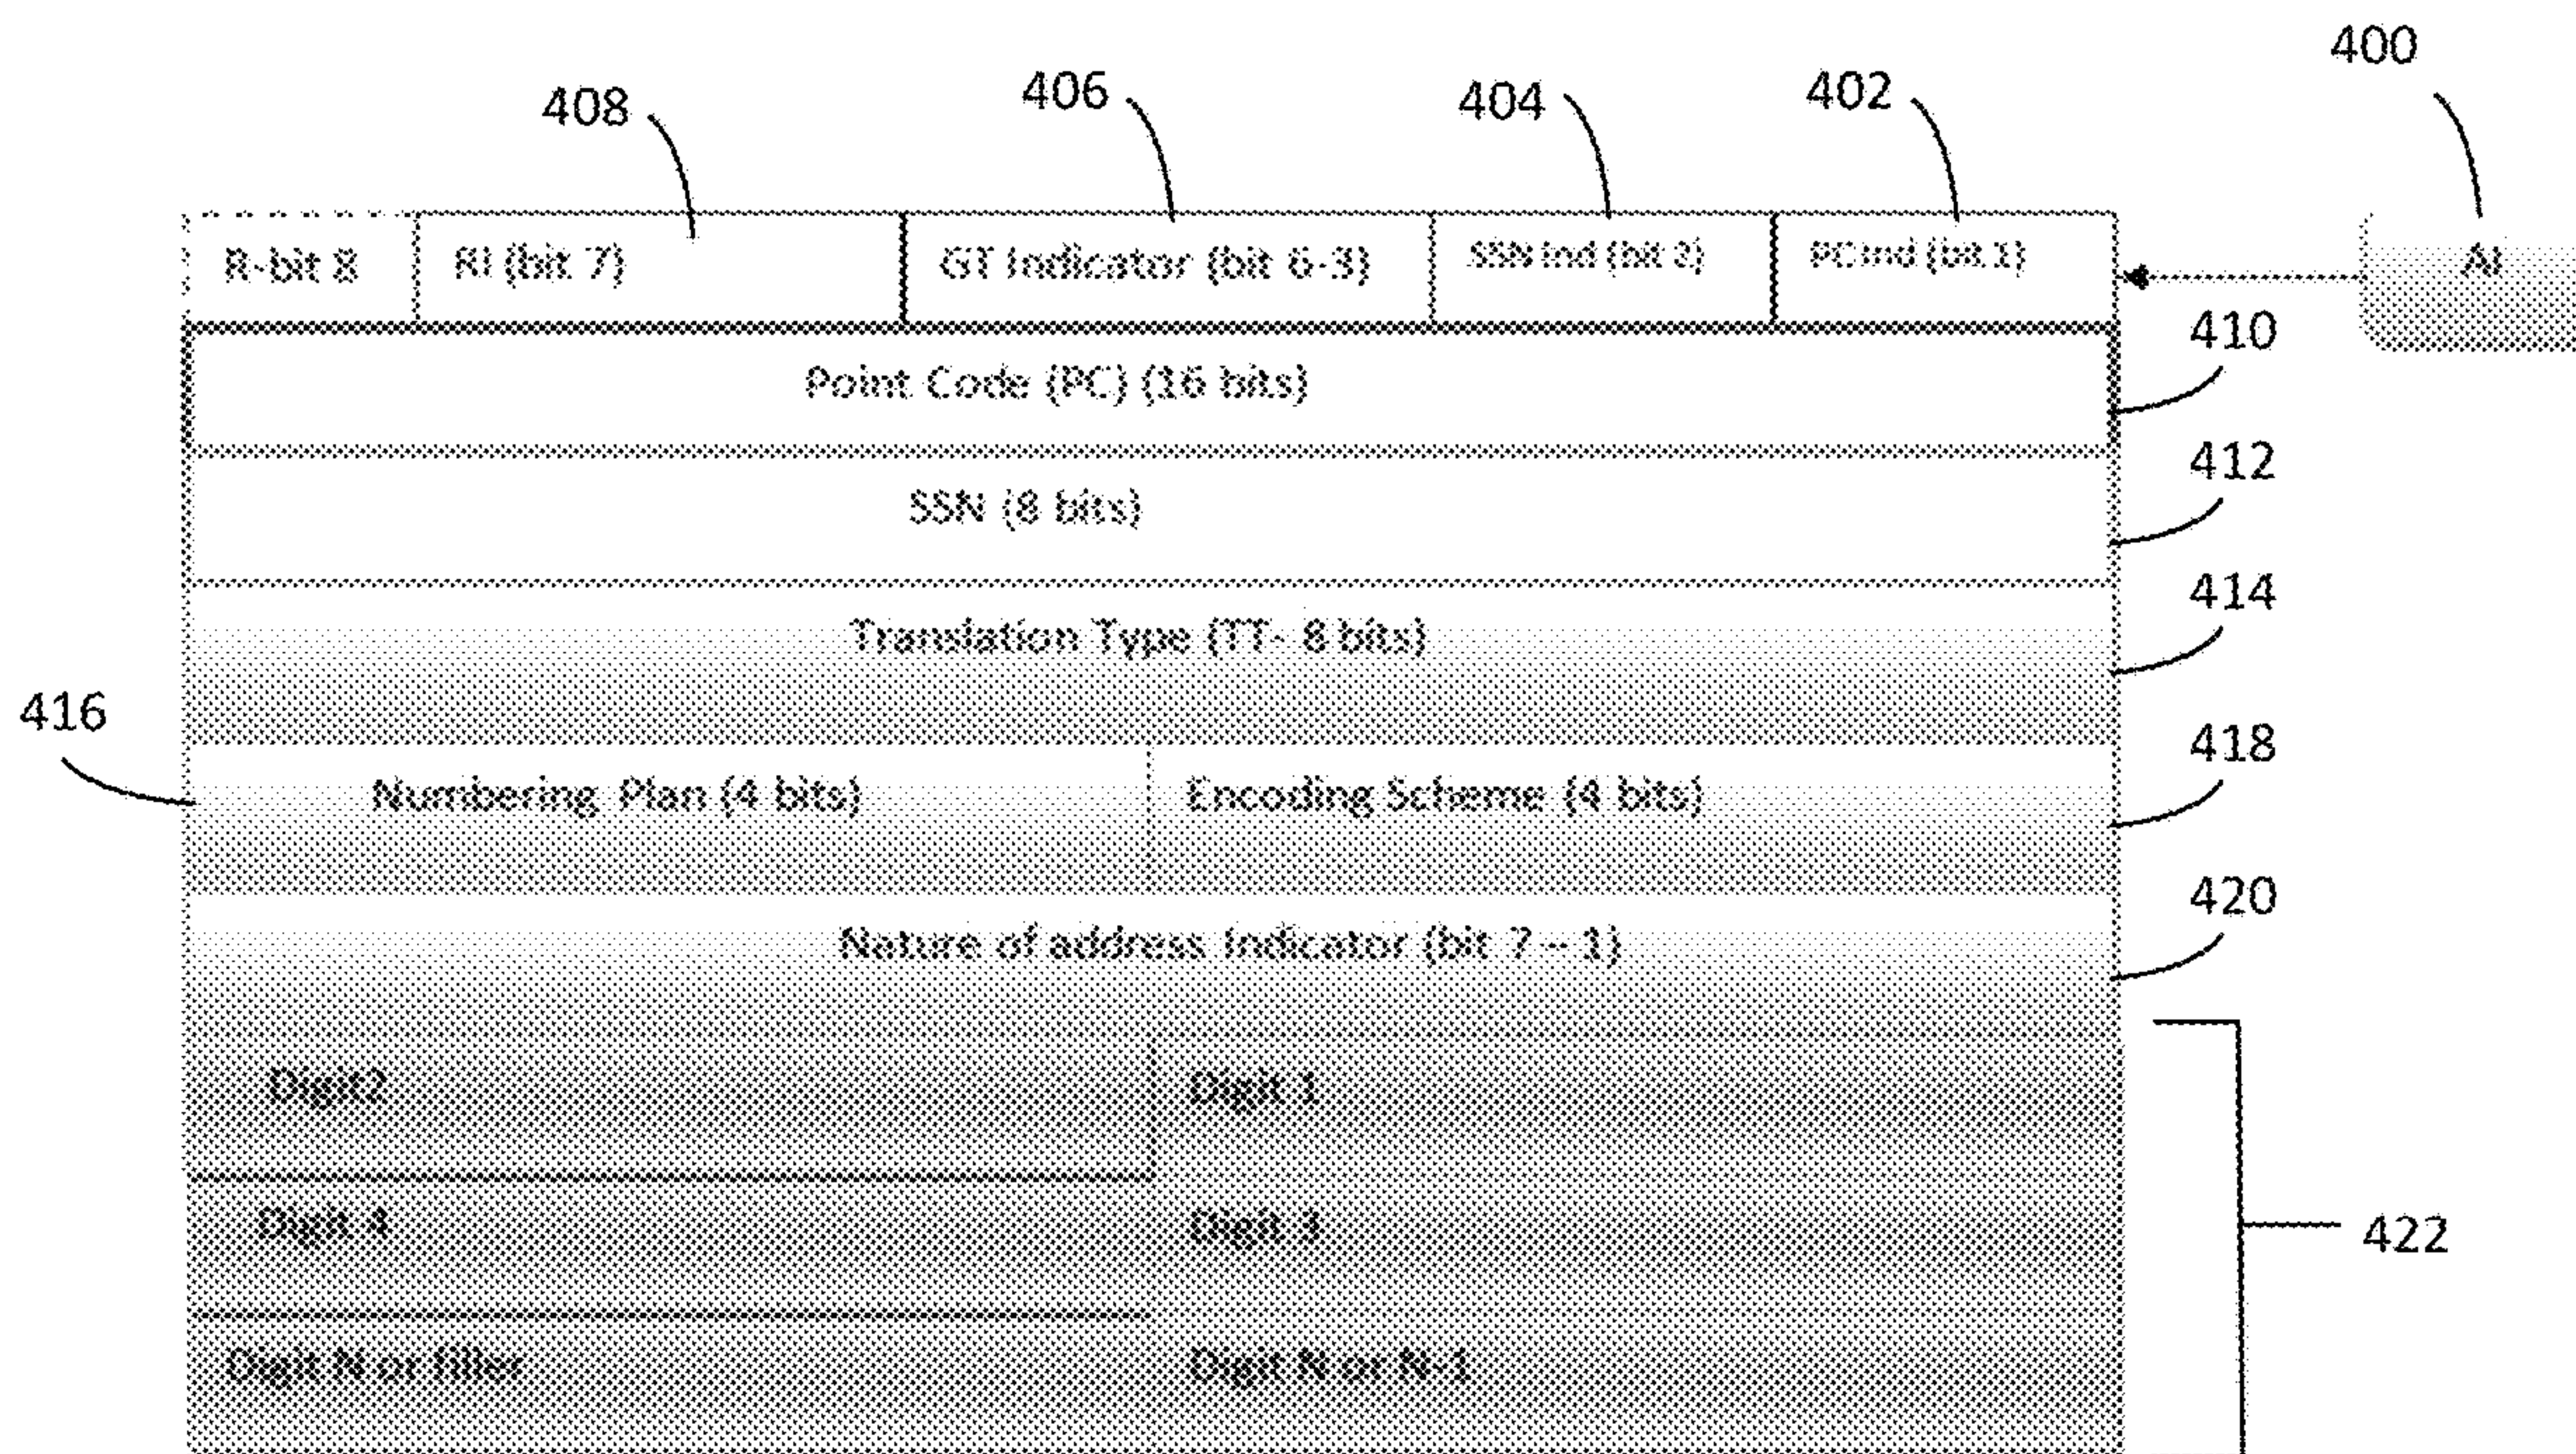 400
408 406 404 402
R-bit 8 RI (bit 7) GT Indicator (bit 6-3) SSN Ind (bit 2) PC Ind (bit 1) AI
410
Point Code (PC) (16 bits)
412
SSN (8 bits)
414
Translation Type (TT- 8 bits)
416
418
Numbering Plan (4 bits) Encoding Scheme (4 bits)
420
Nature of address Indicator (bit 7 – 1)
Digit2 Digit 1
Digit 4 Digit 3
422
Digit N or filler Digit N or N-1